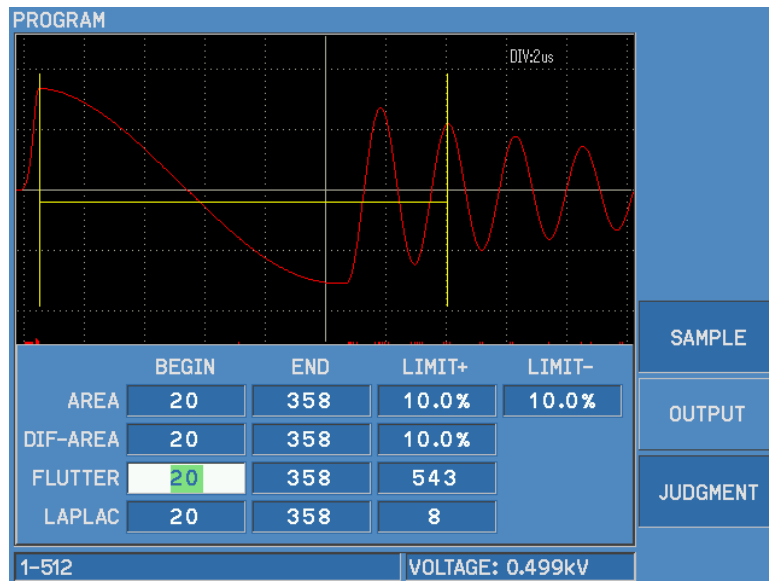 PROGRAM
DIV:2us
SAMPLE
OUTPUT
JUDGMENT
BEGIN END LIMIT+ LIMIT-
AREA 20 358 10.0% 10.0%
DIF-AREA 20 358 10.0%
FLUTTER 20 358 543
LAPLAC 20 358 8
1-512 VOLTAGE: 0.499kV